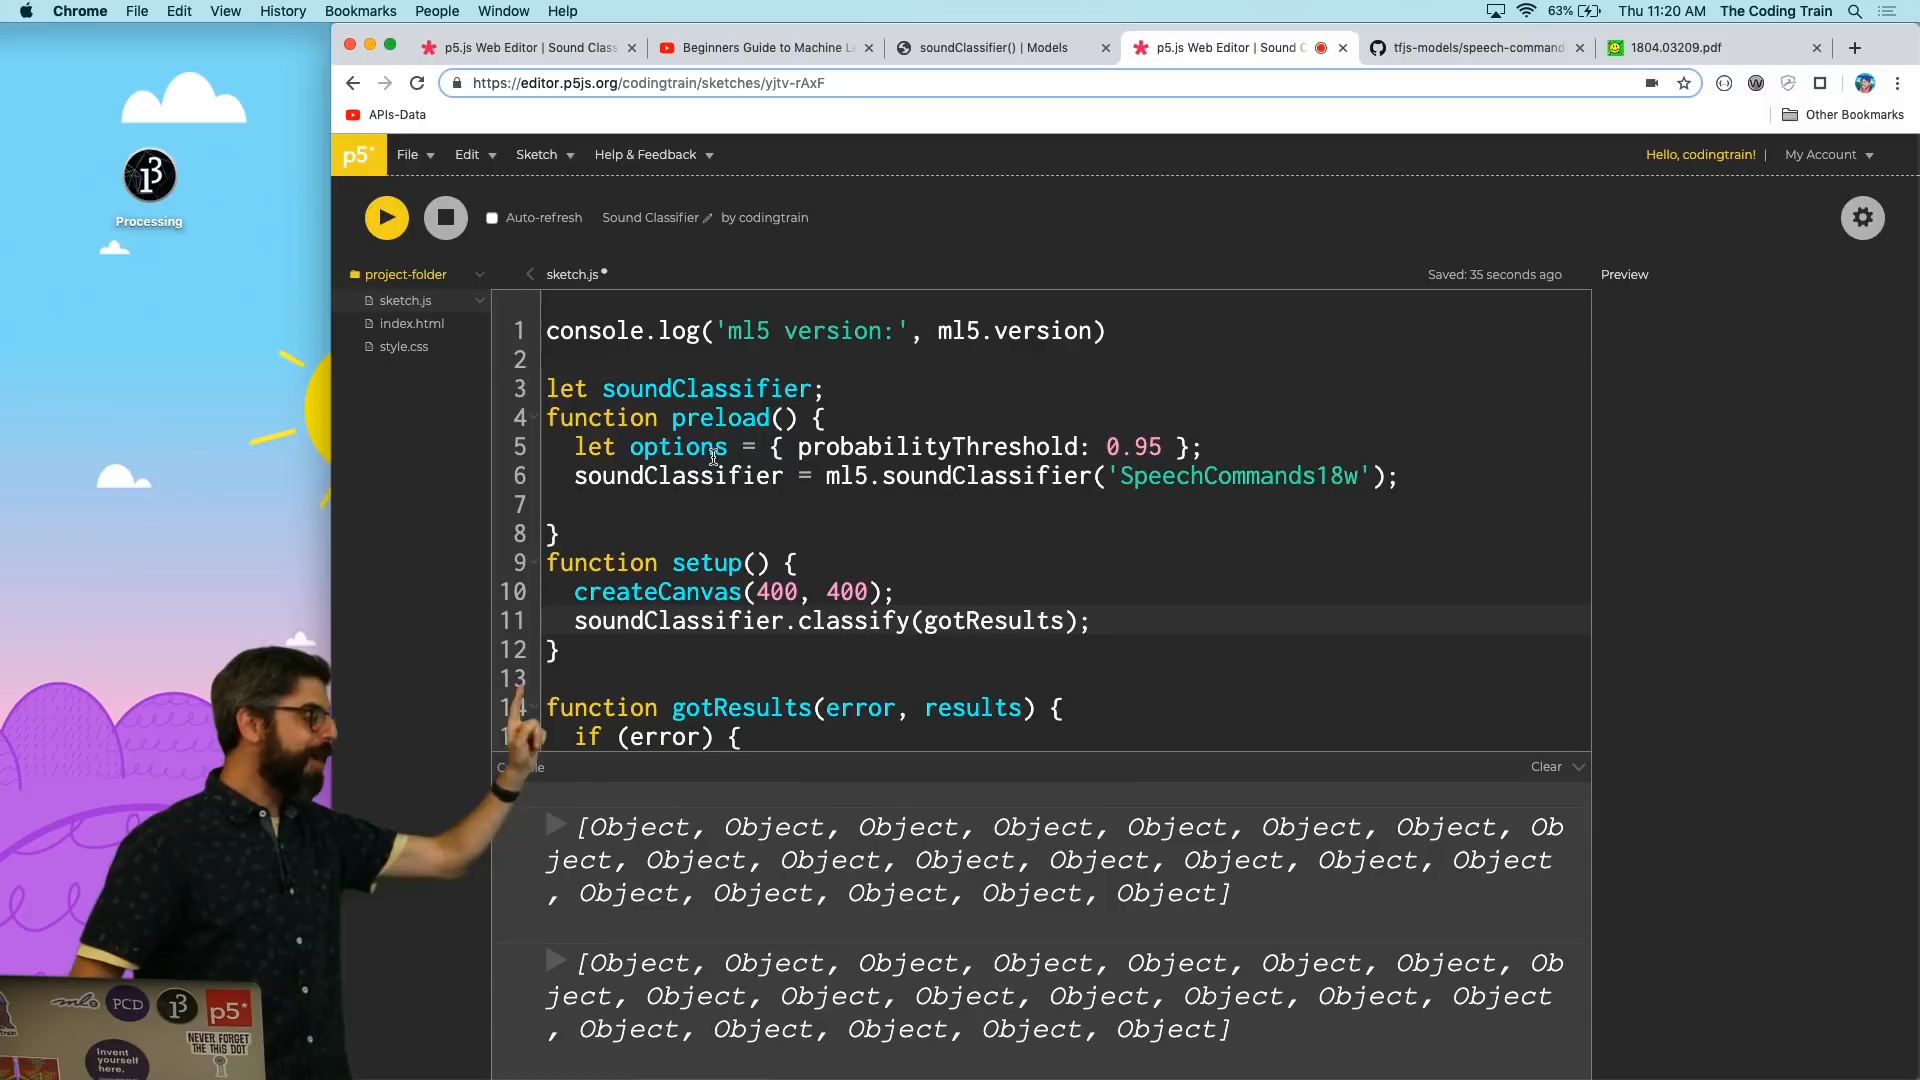 Chrome File Edit View History Bookmarks People Window Help 63% Thu 11:20 AM The Coding Train
p5.js Web Editor | Sound Class Beginners Guide to Machine Le soundClassifier() | Models p5.js Web Editor | Sound C tfjs-models/speech-command 1804.03209.pdf
https://editor.p5js.org/codingtrain/sketches/yjtv-rAxF
APIs-Data Other Bookmarks
p5* File Edit Sketch Help & Feedback Hello, codingtrain! | My Account
Processing
Auto-refresh Sound Classifier by codingtrain
project-folder sketch.js Saved: 35 seconds ago Preview
sketch.js
index.html
style.css
1 console.log('ml5 version:', ml5.version)
2
3 let soundClassifier;
4 function preload() {
5 let options = { probabilityThreshold: 0.95 };
6 soundClassifier = ml5.soundClassifier('SpeechCommands18w');
7
8 }
9 function setup() {
10 createCanvas(400, 400);
11 soundClassifier.classify(gotResults);
12 }
13
14 function gotResults(error, results) {
if (error) {
Clear
[Object, Object, Object, Object, Object, Object, Object, Ob
ject, Object, Object, Object, Object, Object, Object, Object
, Object, Object, Object, Object, Object]
[Object, Object, Object, Object, Object, Object, Object, Ob
ject, Object, Object, Object, Object, Object, Object, Object
, Object, Object, Object, Object, Object]
PCD
p5*
NEVER FORGET
THE THIS DOT
Invent
yourself
here.